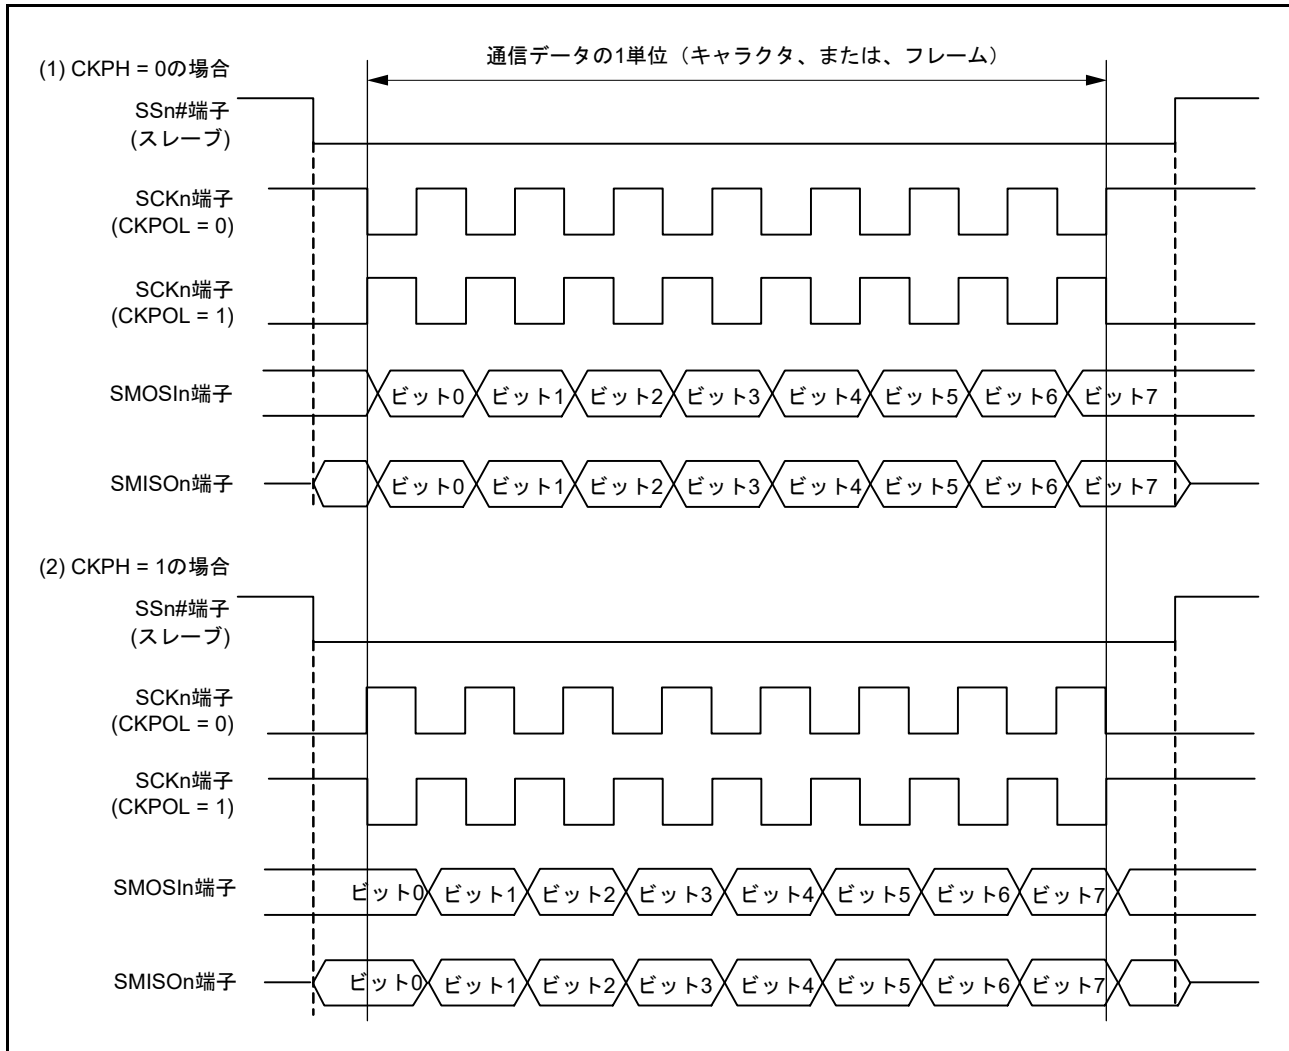 通信データの1単位（キャラクタ、または、フレーム）
(1) CKPH = 0の場合
SSn#端子
(スレーブ)
SCKn端子
(CKPOL = 0)
SCKn端子
(CKPOL = 1)
SMOSIn端子
ビット0 ビット1 ビット2 ビット3 ビット4 ビット5 ビット6 ビット7
SMISOn端子
ビット0 ビット1 ビット2 ビット3 ビット4 ビット5 ビット6 ビット7
(2) CKPH = 1の場合
SSn#端子
(スレーブ)
SCKn端子
(CKPOL = 0)
SCKn端子
(CKPOL = 1)
SMOSIn端子
ビット0 ビット1 ビット2 ビット3 ビット4 ビット5 ビット6 ビット7
SMISOn端子
ビット0 ビット1 ビット2 ビット3 ビット4 ビット5 ビット6 ビット7